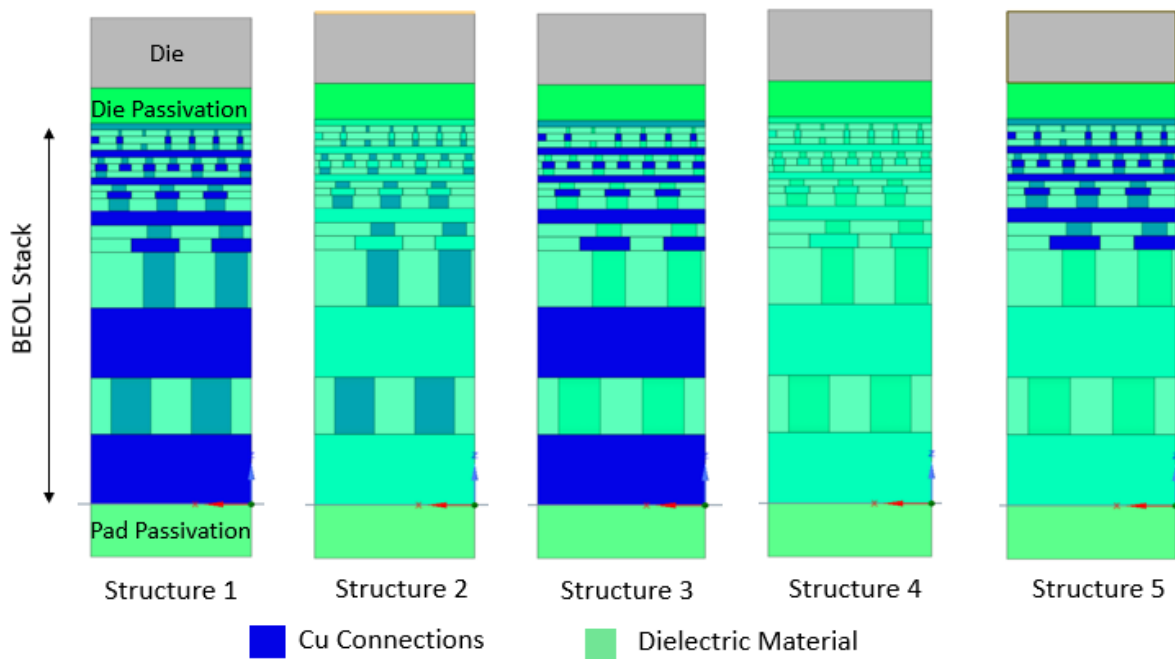 Die
Die Passivation
BEOL Stack
Pad Passivation
z
x
z
x
z
x
z
x
z
x
Structure 1
Structure 2
Structure 3
Structure 4
Structure 5
Cu Connections
Dielectric Material